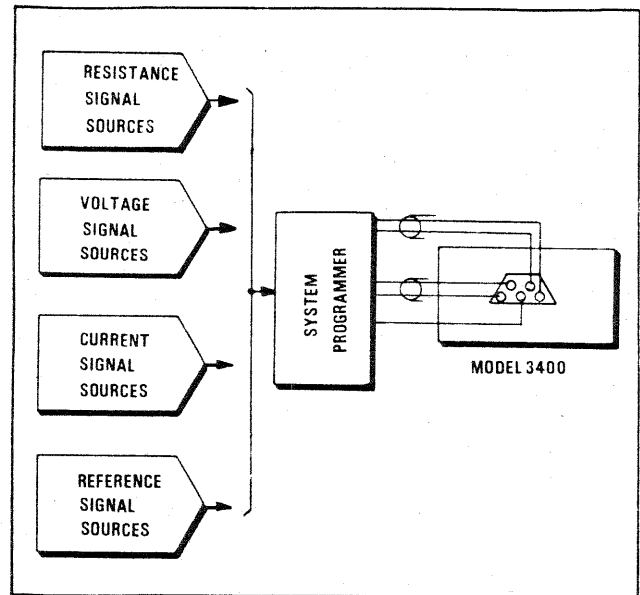 RESISTANCE
SIGNAL
SOURCES
VOLTAGE
SIGNAL
SOURCES
CURRENT
SIGNAL
SOURCES
REFERENCE
SIGNAL
SOURCES
SYSTEM
PROGRAMMER
MODEL 3400